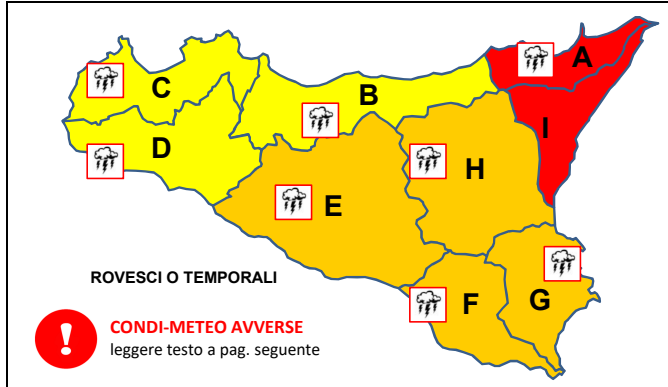 A
C
B
I
D
H
E
ROVESCI O TEMPORALI
F
G
CONDI-METEO AVVERSE
leggere testo a pag. seguente